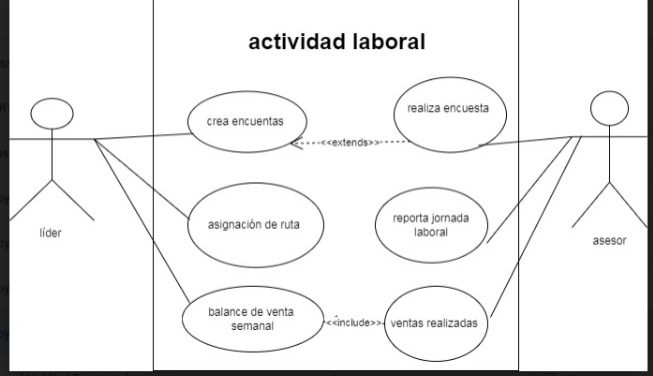 actividad laboral
crea encuentas
realiza encuesta
<<extends>>
asignación de ruta
reporta jornada
laboral
líder
asesor
balance de venta
semanal
<<include>>
ventas realizadas